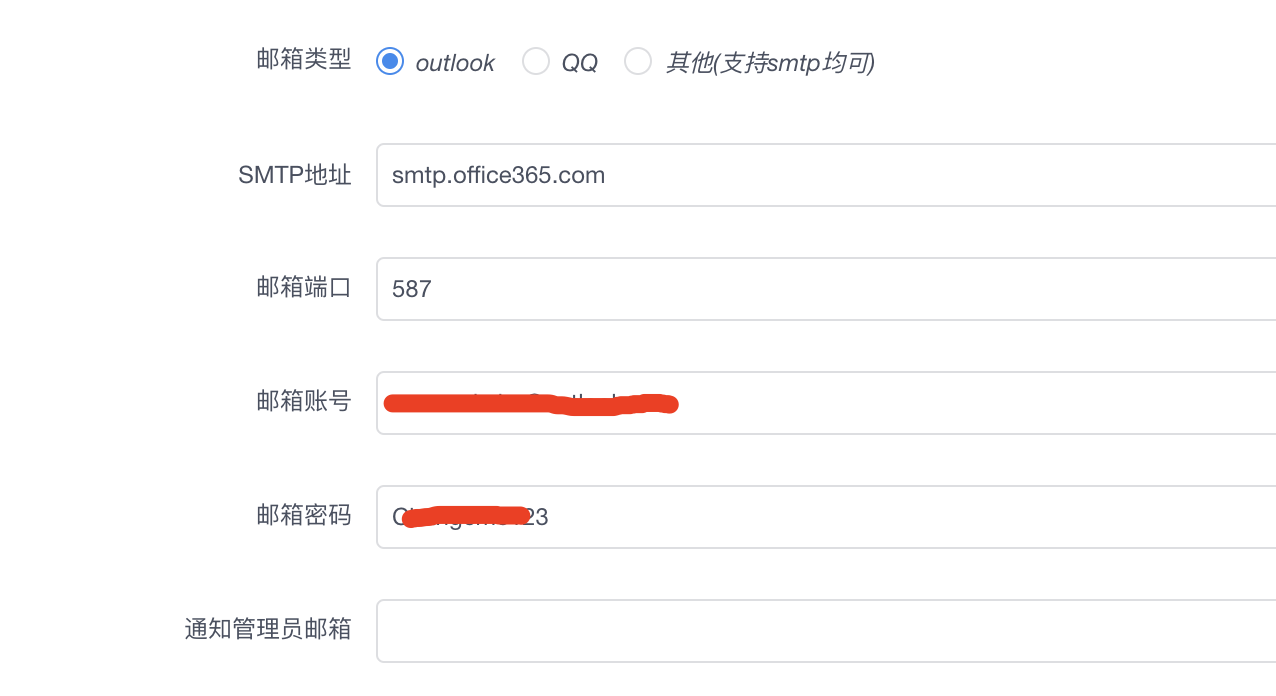 邮箱类型 outlook QQ 其他(支持smtp均可)
SMTP地址 smtp.office365.com
邮箱端口 587
邮箱账号
邮箱密码
通知管理员邮箱